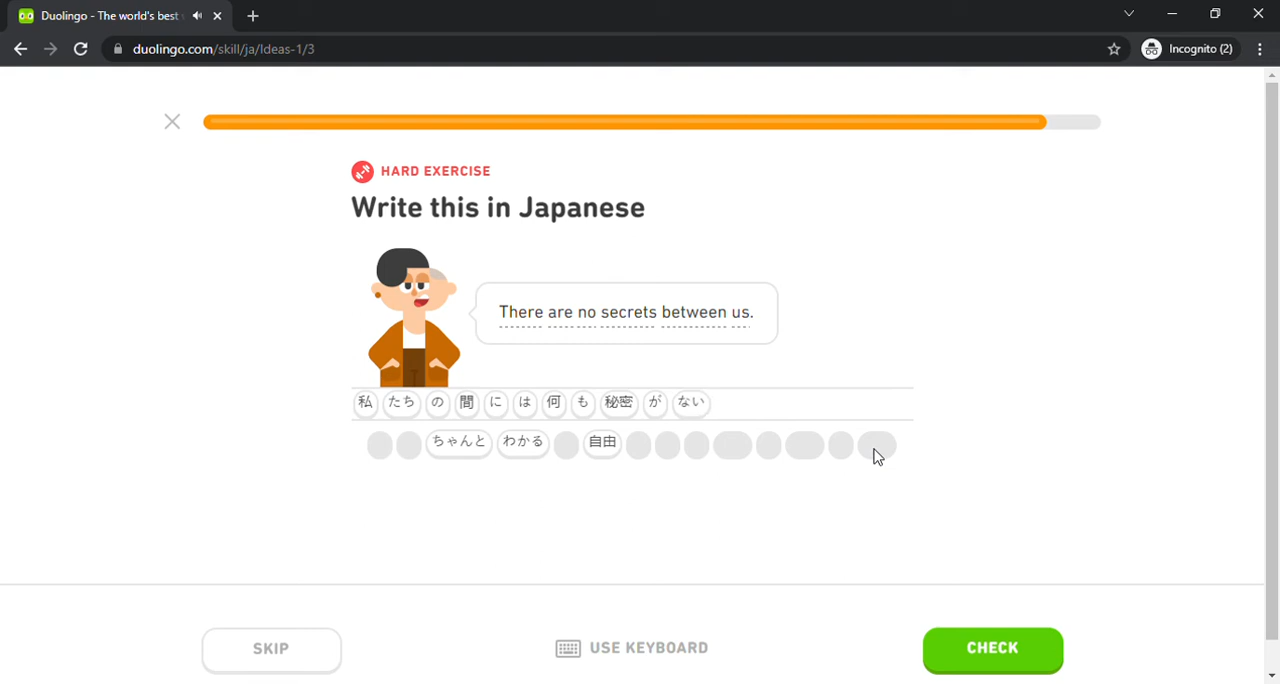 Duolingo - The world's best
duolingo.com/skill/ja/Ideas-1/3
Incognito (2)
HARD EXERCISE
Write this in Japanese
There are no secrets between us.
私 たち の 間 に は 何 も 秘密 が ない
ちゃんと わかる 自由
SKIP
USE KEYBOARD
CHECK